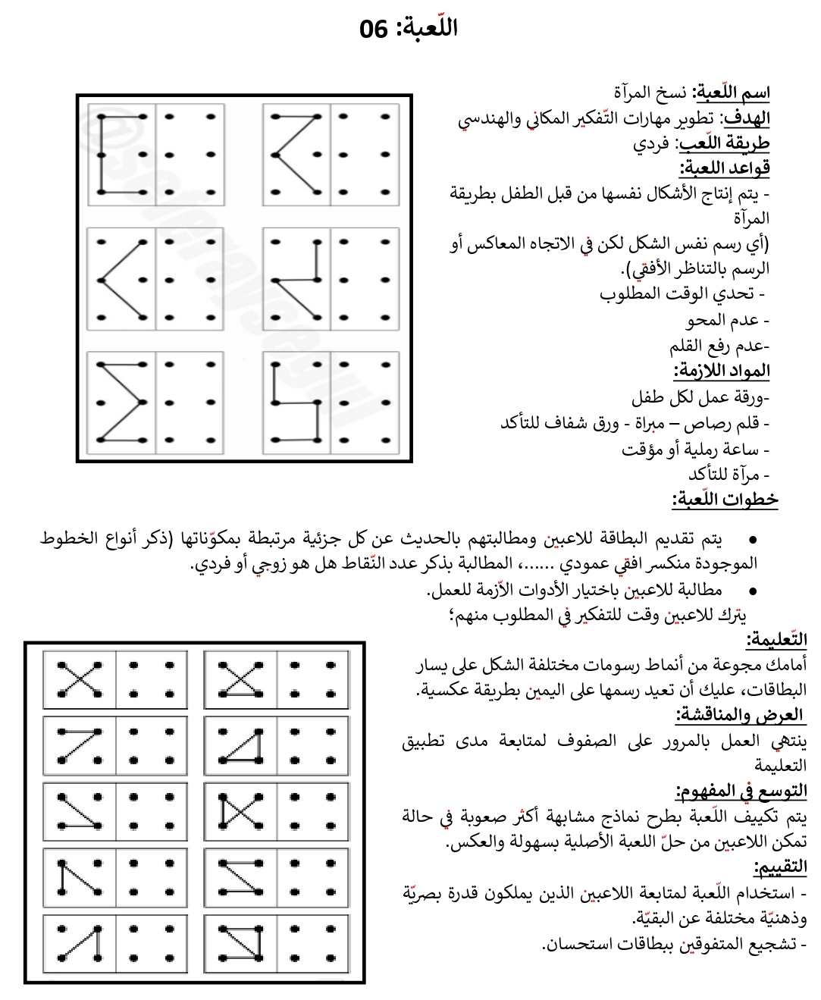 اللّعبة: 06
اسم اللّعبة: نسخ المرآة
الهدف: تطوير مهارات التّفكير المكاني والهندسي
طريقة اللّعب: فردي
قواعد اللعبة:
- يتم إنتاج الأشكال نفسها من قبل الطفل بطريقة
المرآة
(أي رسم نفس الشكل لكن في الاتجاه المعاكس أو
الرسم بالتناظر الأفقي).
- تحدي الوقت المطلوب
- عدم المحو
-عدم رفع القلم
المواد اللازمة:
-ورقة عمل لكل طفل
- قلم رصاص – مبراة - ورق شفاف للتأكد
- ساعة رملية أو مؤقت
- مرآة للتأكد
خطوات اللّعبة:
● يتم تقديم البطاقة للاعبين ومطالبتهم بالحديث عن كل جزئية مرتبطة بمكوّناتها (ذكر أنواع الخطوط
الموجودة منكسر افقي عمودي ......، المطالبة بذكر عدد النّقاط هل هو زوجي أو فردي.
● مطالبة للاعبين باختيار الأدوات الاّزمة للعمل.
يترك للاعبين وقت للتفكير في المطلوب منهم؛
التّعليمة:
أمامك مجوعة من أنماط رسومات مختلفة الشكل على يسار
البطاقات، عليك أن تعيد رسمها على اليمين بطريقة عكسية.
العرض والمناقشة:
ينتهي العمل بالمرور على الصفوف لمتابعة مدى تطبيق
التعليمة
التوسع في المفهوم:
يتم تكييف اللّعبة بطرح نماذج مشابهة أكثر صعوبة في حالة
تمكن اللاعبين من حلّ اللعبة الأصلية بسهولة والعكس.
التقييم:
- استخدام اللّعبة لمتابعة اللاعبين الذين يملكون قدرة بصريّة
وذهنيّة مختلفة عن البقيّة.
- تشجيع المتفوقين ببطاقات استحسان.